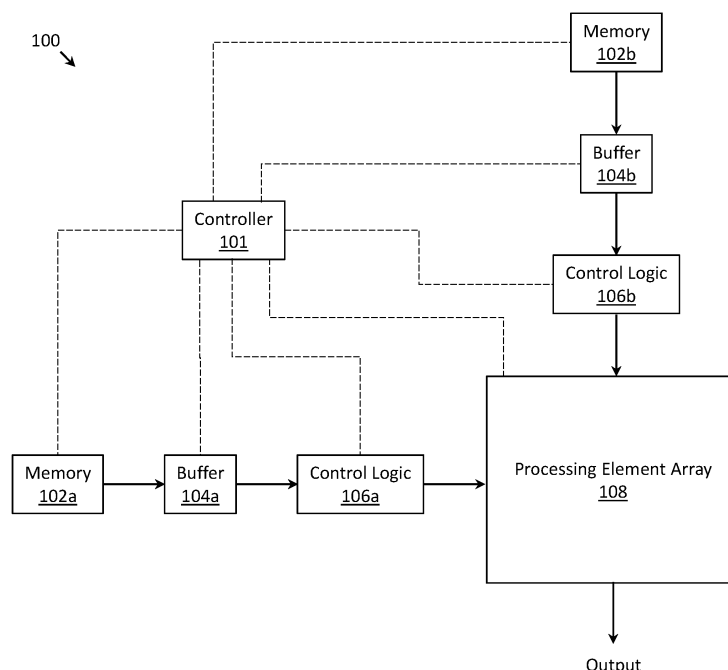 100
Memory
102b
Buffer
104b
Controller
101
Control Logic
106b
Memory
102a
Buffer
104a
Control Logic
106a
Processing Element Array
108
Output